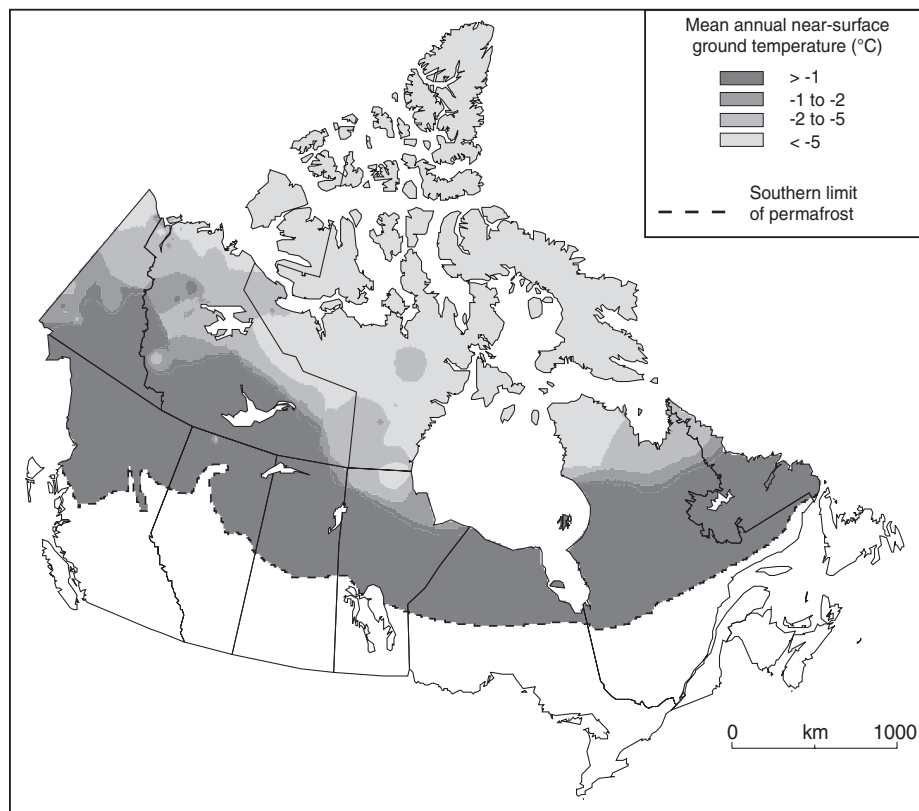 Mean annual near-surface
ground temperature (°C)
> -1
-1 to -2
-2 to -5
< -5
Southern limit
of permafrost
0 km 1000